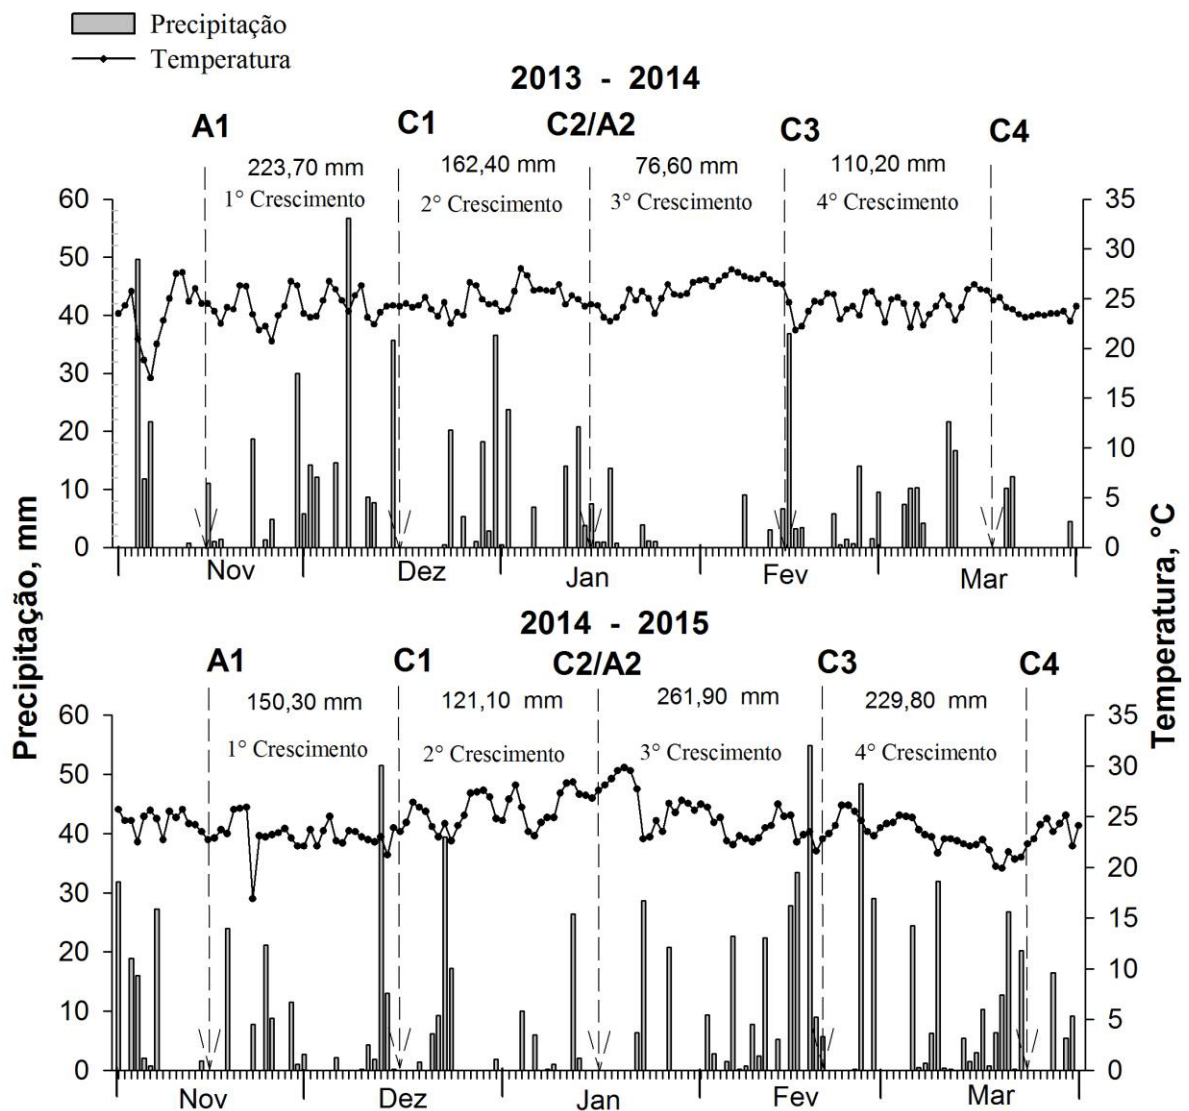 Precipitação
Temperatura
2013 - 2014
A1 C1 C2/A2 C3 C4
223,70 mm 162,40 mm 76,60 mm 110,20 mm
1° Crescimento 2° Crescimento 3° Crescimento 4° Crescimento
60 35
50 30
40 25
30 20
20 15
10 10
0 5
0
Nov Dez Jan Fev Mar
2014 - 2015
A1 C1 C2/A2 C3 C4
150,30 mm 121,10 mm 261,90 mm 229,80 mm
1° Crescimento 2° Crescimento 3° Crescimento 4° Crescimento
60 35
50 30
40 25
30 20
20 15
10 10
0 5
0
Nov Dez Jan Fev Mar
Precipitação, mm
Temperatura, °C